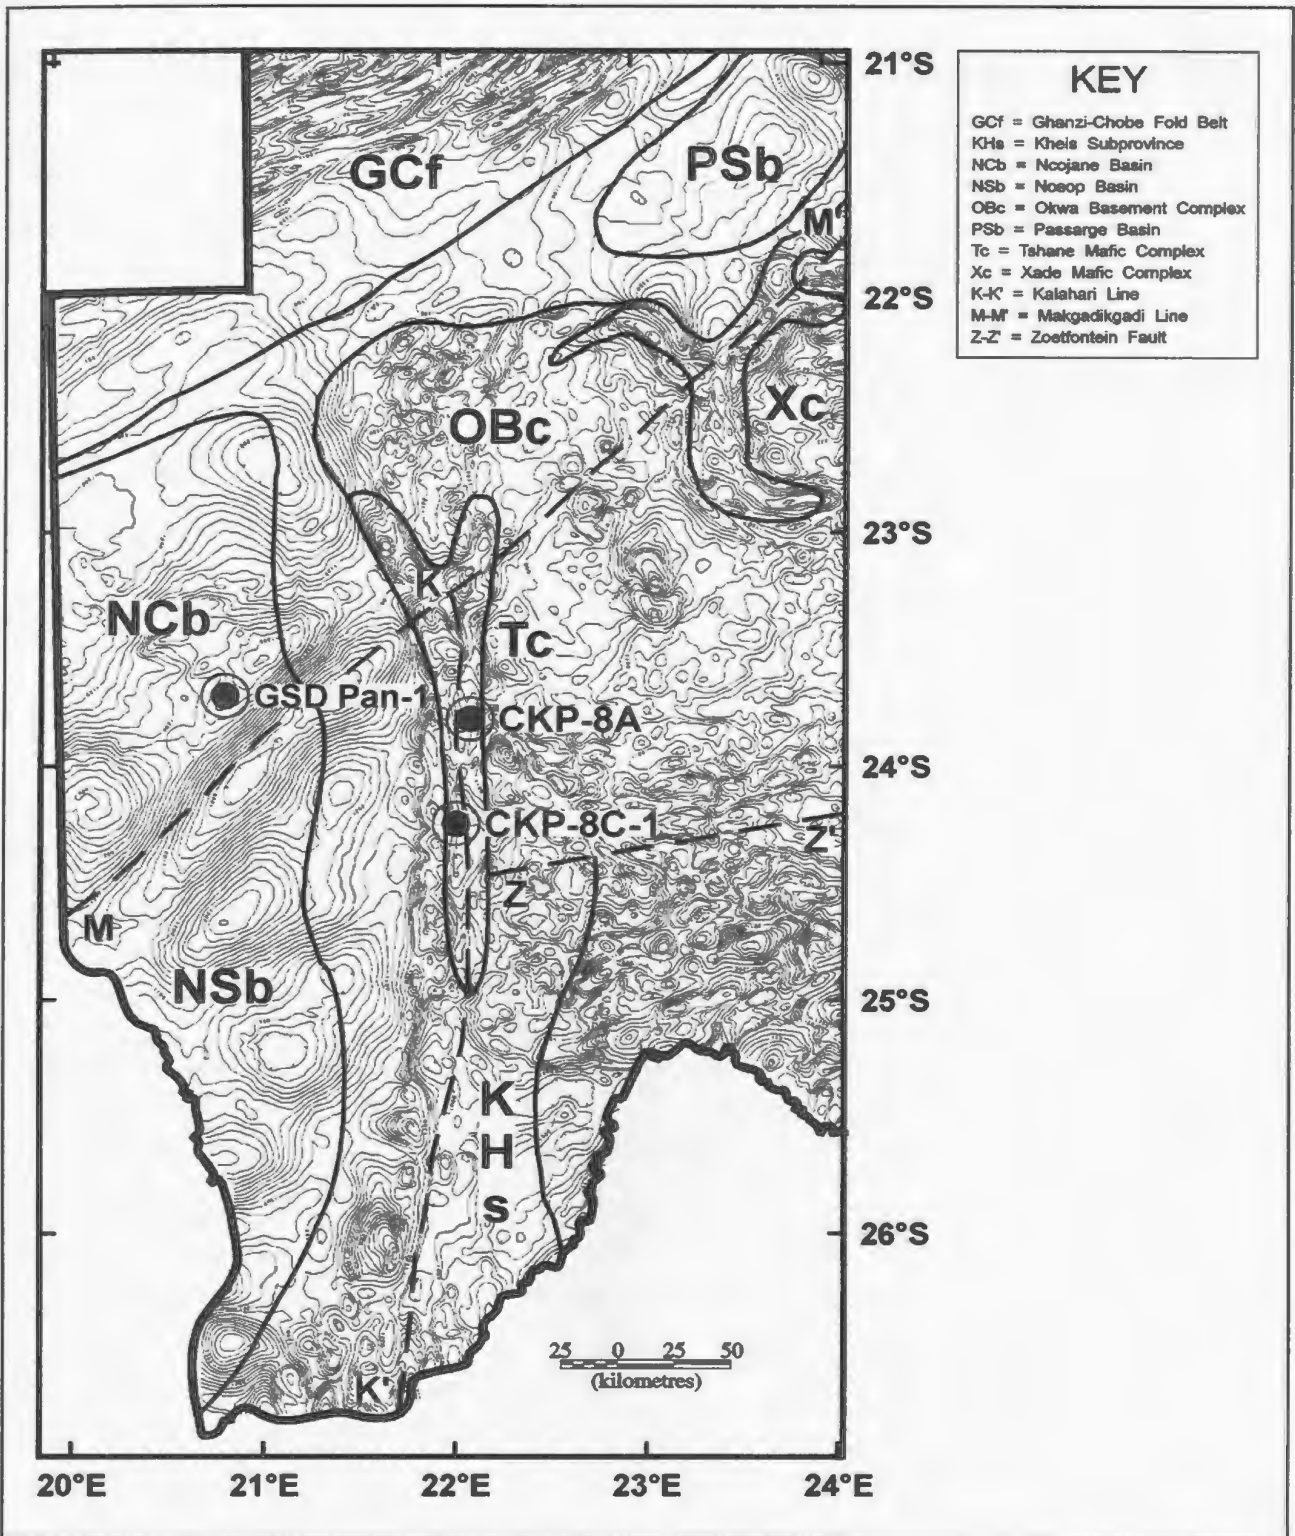 21°S
22°S
23°S
24°S
25°S
26°S
20°E
21°E
22°E
23°E
24°E
GCf
PSb
M'
OBc
Xc
K
NCb
Tc
GSD Pan-1
CKP-8A
CKP-8C-1
Z'
Z
M
NSb
K
H
s
K'
25 0 25 50
(kilometres)
KEY
GCf = Ghanzi-Chobe Fold Belt
KHs = Kheis Subprovince
NCb = Ncojane Basin
NSb = Nosop Basin
OBc = Okwa Basement Complex
PSb = Passarge Basin
Tc = Tshane Mafic Complex
Xc = Xade Mafic Complex
K-K' = Kalahari Line
M-M' = Makgadikgadi Line
Z-Z' = Zoetfontein Fault